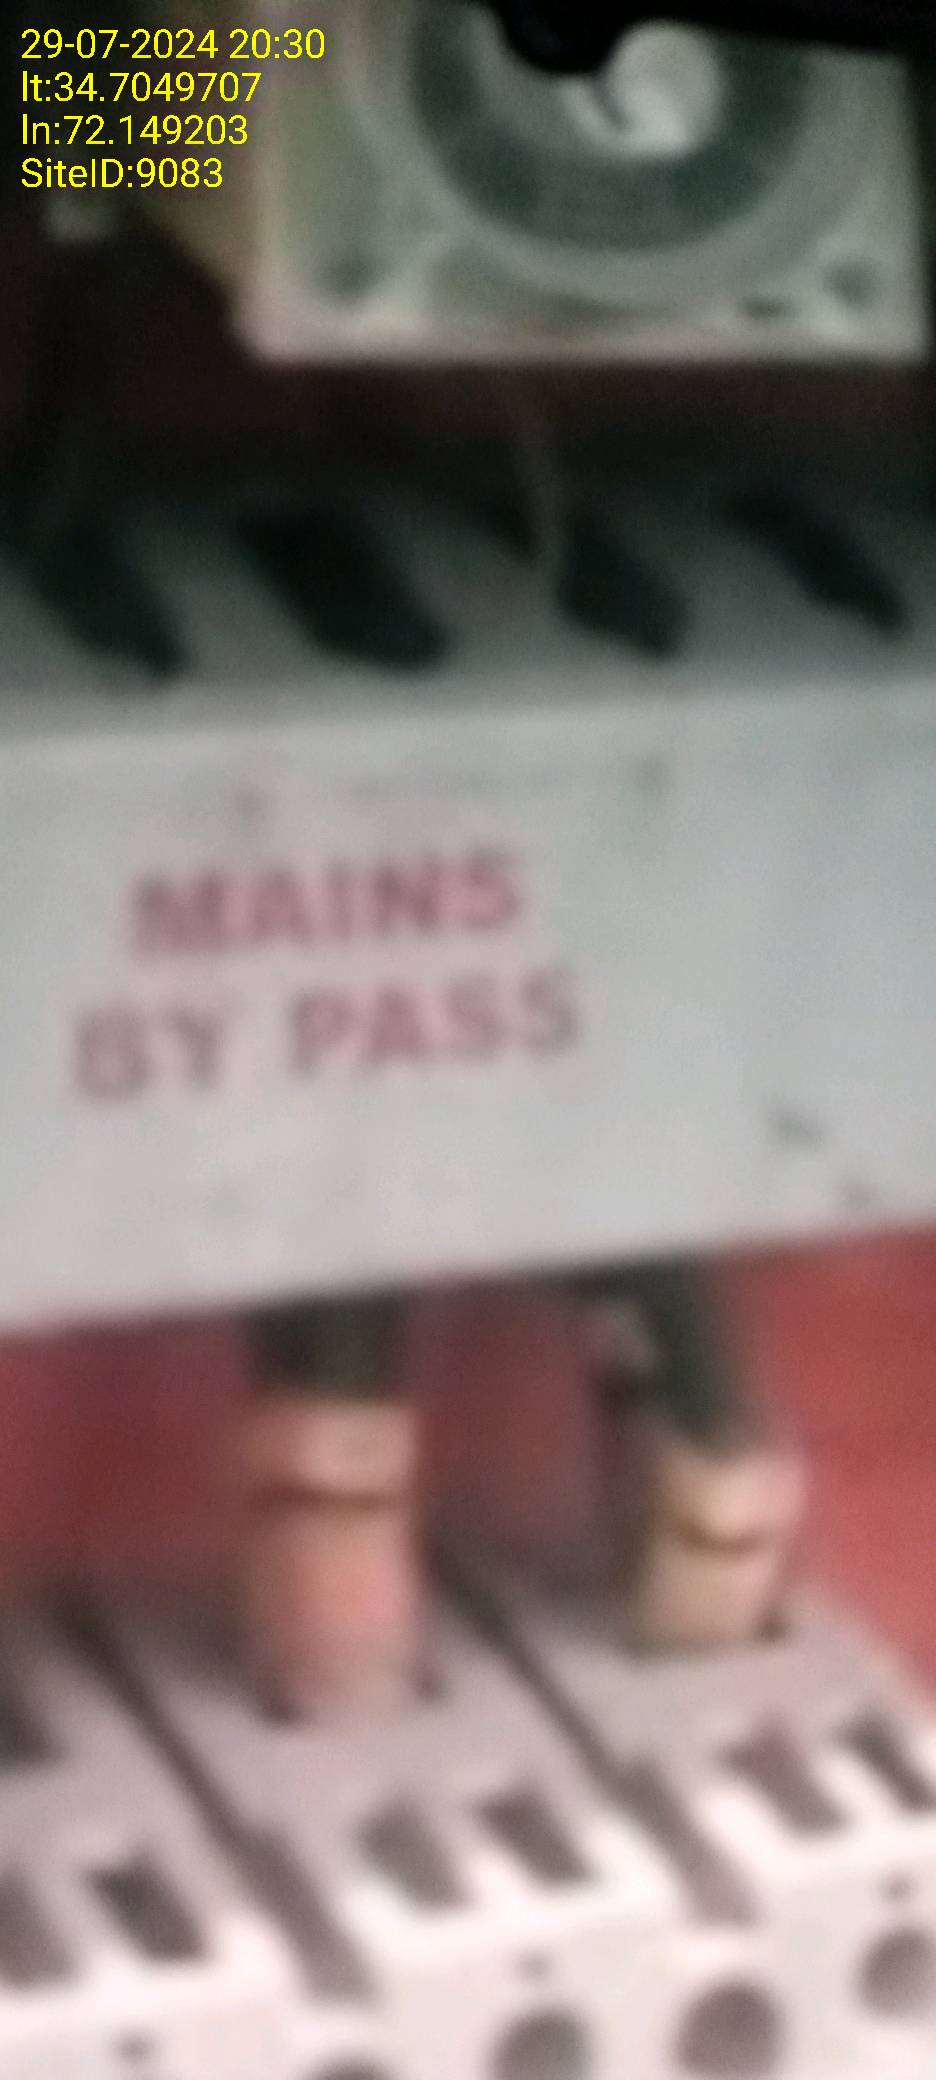 29-07-2024 20:30
lt:34.7049707
ln:72.149203
SiteID:9083
MAINS
BY PASS